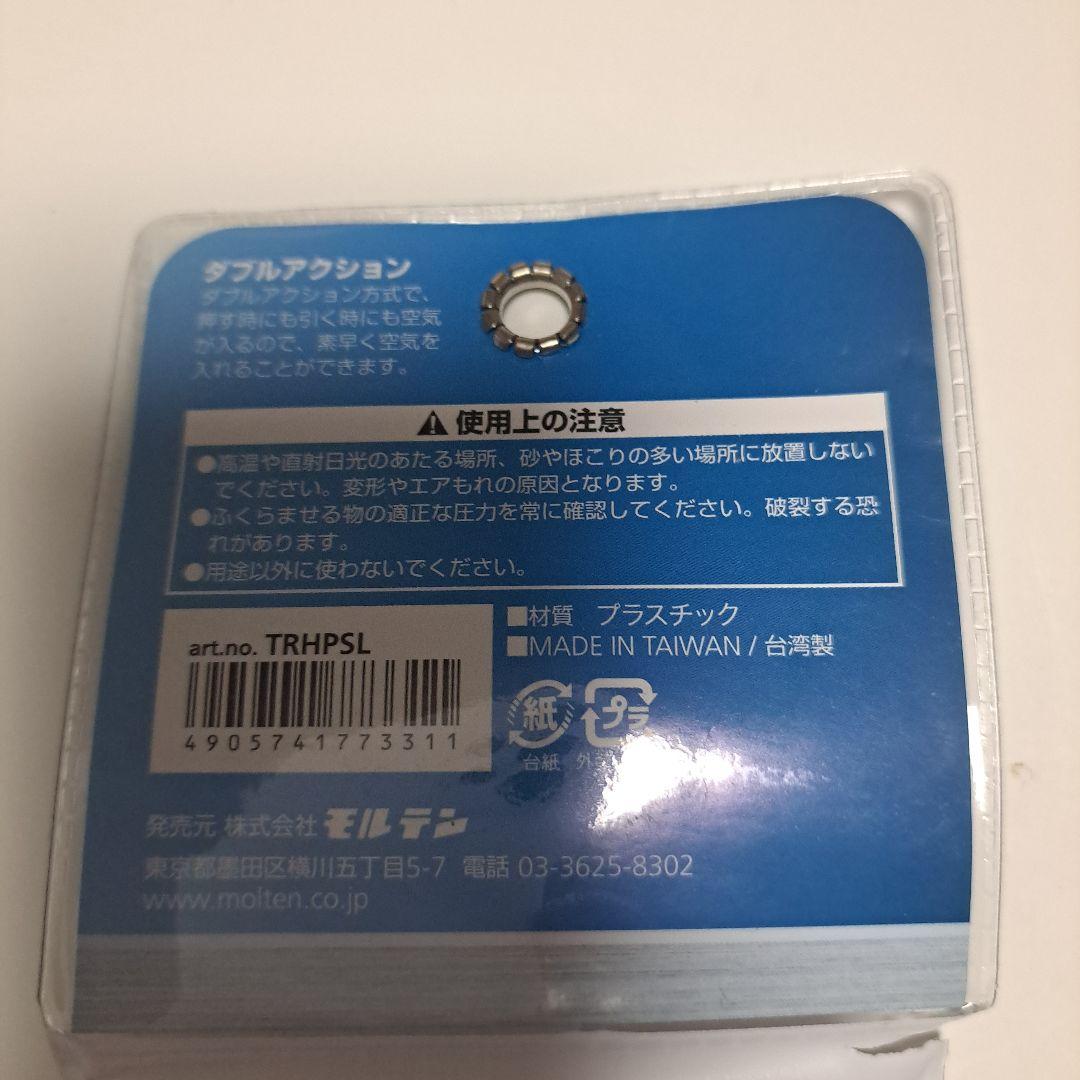 ダブルアクション
ダブルアクション方式で、
押す時にも引く時にも空気
が入るので、素早く空気を
入れることができます。
⚠使用上の注意
●高温や直射日光のあたる場所、砂やほこりの多い場所に放置しない
でください。変形やエアもれの原因となります。
●ふくらませる物の適正な圧力を常に確認してください。破裂する恐
れがあります。
●用途以外に使わないでください。
art.no. TRHPSL
4905741773311
■材質 プラスチック
■MADE IN TAIWAN / 台湾製
紙 プラ
台紙 外
発売元 株式会社モルテン
東京都墨田区横川五丁目5-7 電話 03-3625-8302
www.molten.co.jp